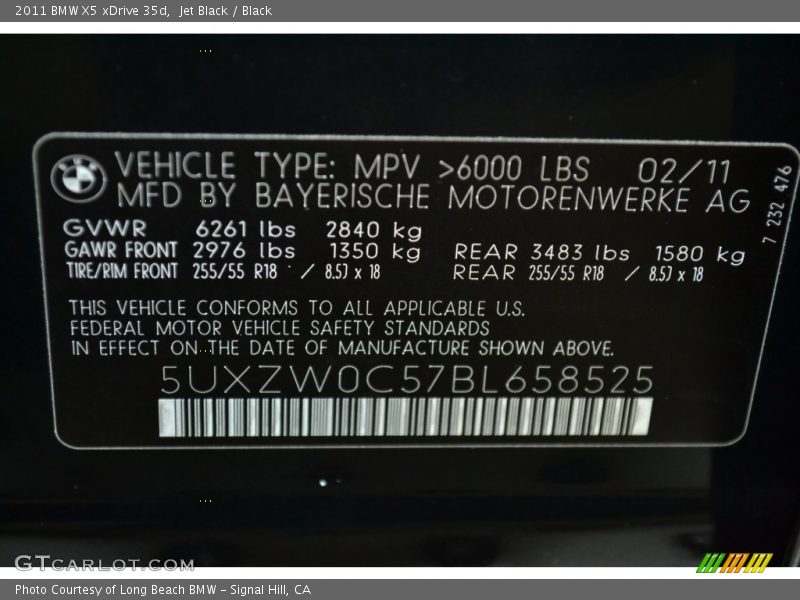 2011 BMW X5 xDrive 35d, Jet Black / Black
VEHICLE TYPE: MPV >6000 LBS 02/11
MFD BY BAYERISCHE MOTORENWERKE AG
7 232 476
GVWR 6261 lbs 2840 kg
GAWR FRONT 2976 lbs 1350 kg REAR 3483 lbs 1580 kg
TIRE/RIM FRONT 255/55 R18 / 8.5J x 18 REAR 255/55 R18 / 8.5J x 18
THIS VEHICLE CONFORMS TO ALL APPLICABLE U.S.
FEDERAL MOTOR VEHICLE SAFETY STANDARDS
IN EFFECT ON THE DATE OF MANUFACTURE SHOWN ABOVE.
5UXZW0C57BL658525
GTCARLOT.COM
Photo Courtesy of Long Beach BMW - Signal Hill, CA